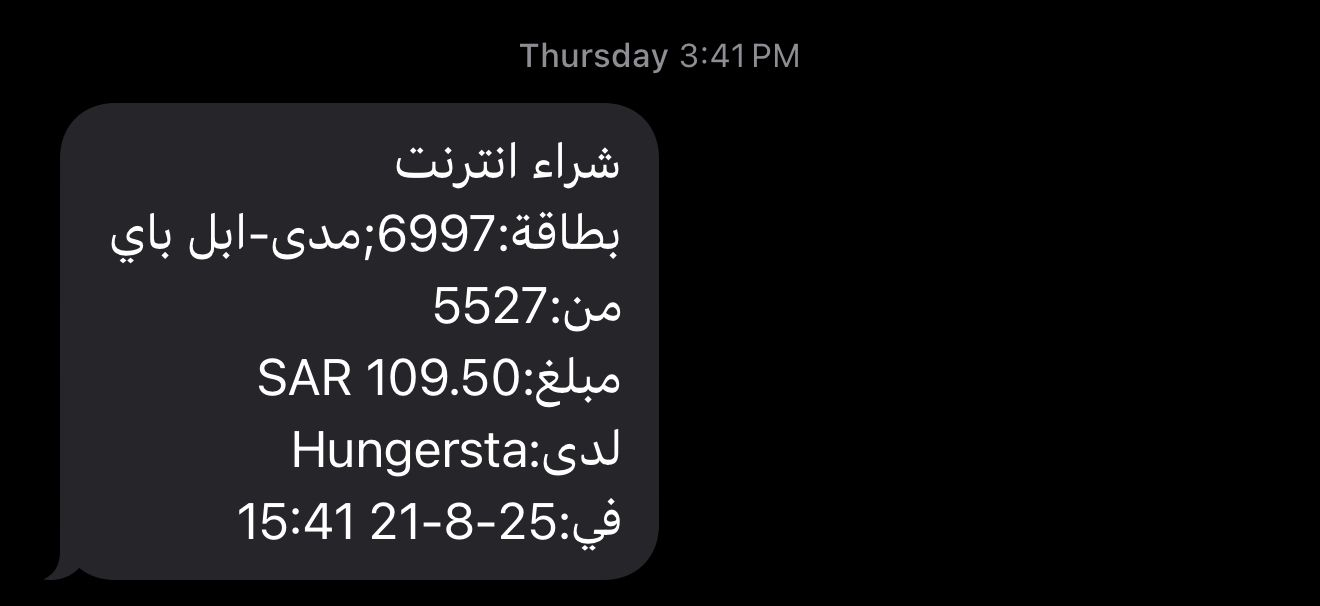 Thursday 3:41 PM
شراء انترنت
بطاقة:6997;مدى-ابل باي
من:5527
مبلغ:SAR 109.50
لدى:Hungersta
في:25-8-21 15:41